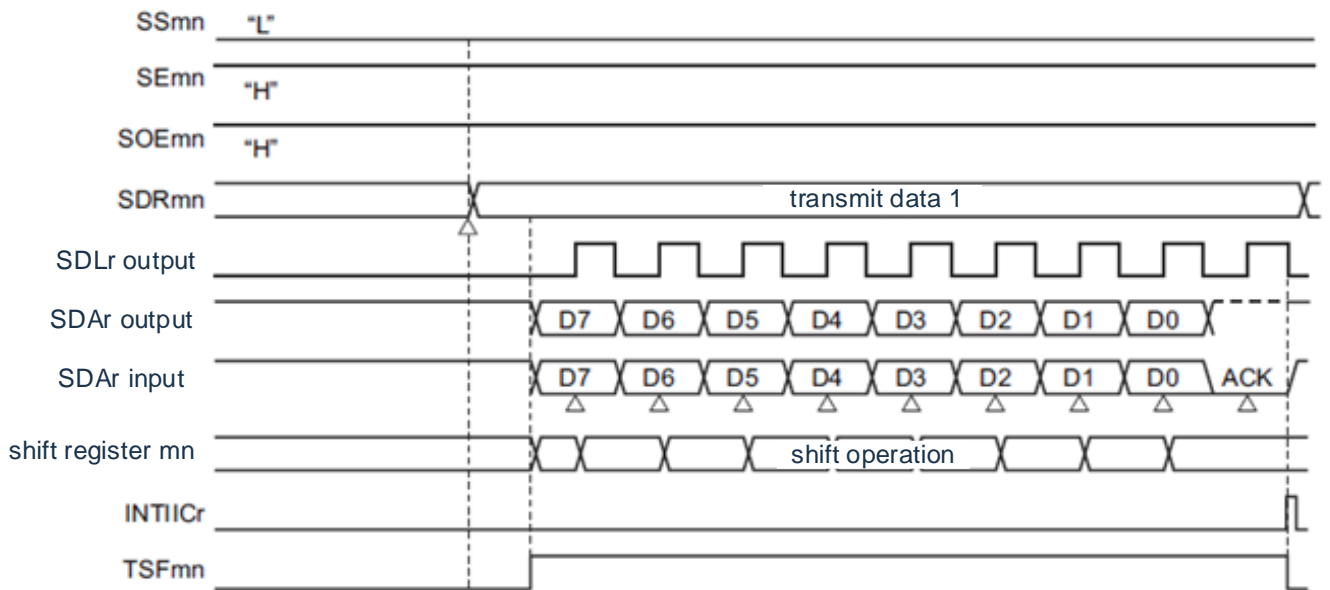 SSmn "L"
SEmn "H"
SOEmn "H"
SDRmn transmit data 1
SDLr output
SDAr output D7 D6 D5 D4 D3 D2 D1 D0
SDAr input D7 D6 D5 D4 D3 D2 D1 D0 ACK
shift register mn shift operation
INTIICr
TSFmn